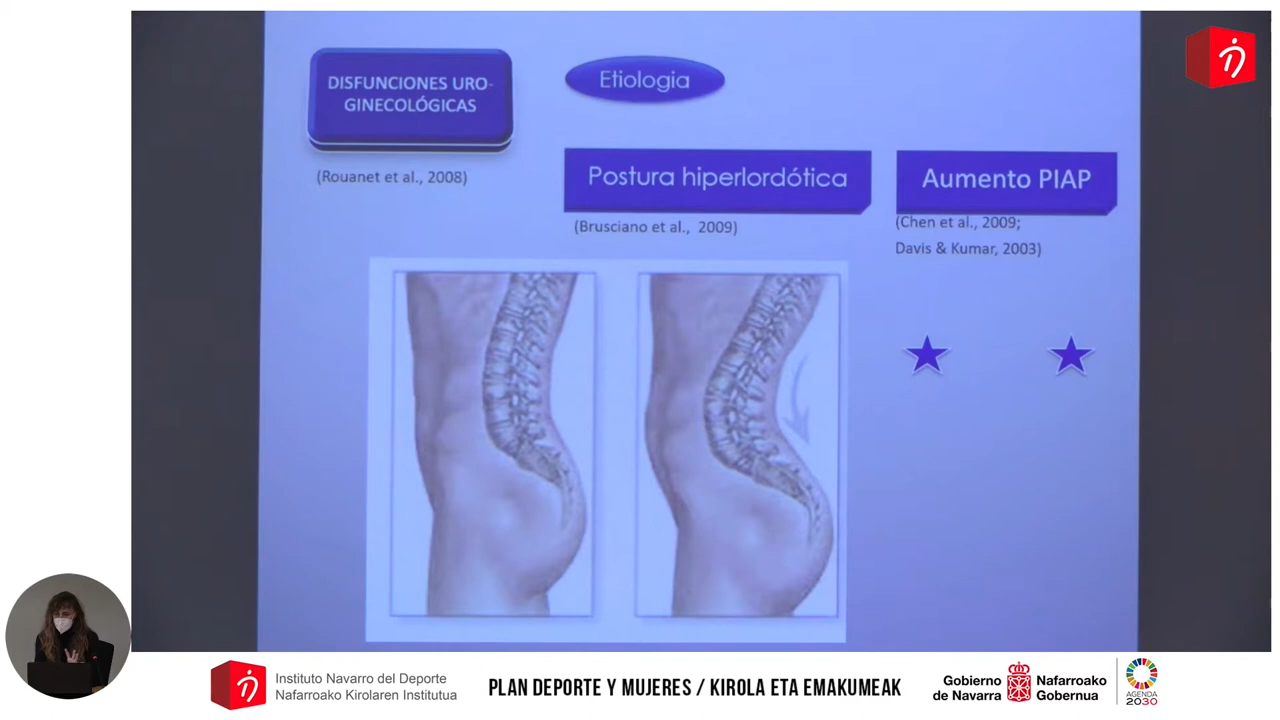 DISFUNCIONES URO-
GINECOLÓGICAS
(Rouanet et al., 2008)
Etiologia
Postura hiperlordótica
(Brusciano et al., 2009)
Aumento PIAP
(Chen et al., 2009;
Davis & Kumar, 2003)
Instituto Navarro del Deporte
Nafarroako Kirolaren Institutua
PLAN DEPORTE Y MUJERES / KIROLA ETA EMAKUMEAK
Gobierno
de Navarra
Nafarroako
Gobernua
AGENDA
2030